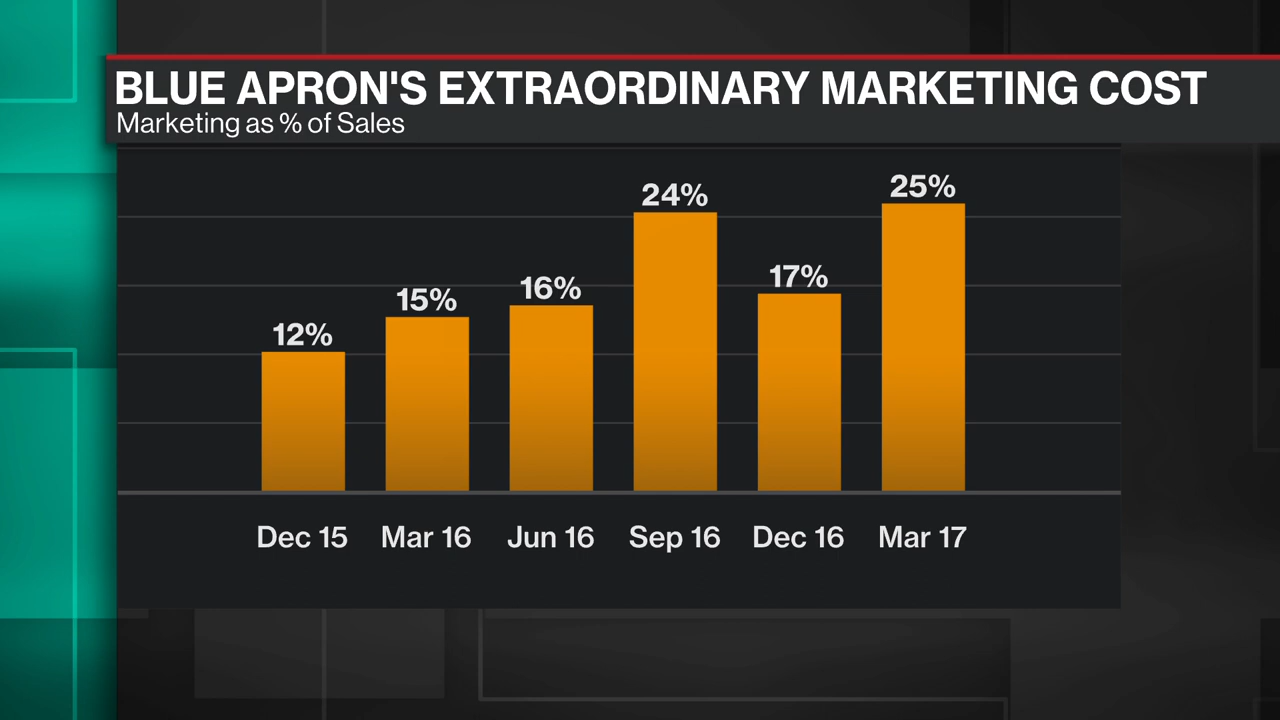 BLUE APRON'S EXTRAORDINARY MARKETING COST
Marketing as % of Sales
12%
15%
16%
24%
17%
25%
Dec 15
Mar 16
Jun 16
Sep 16
Dec 16
Mar 17